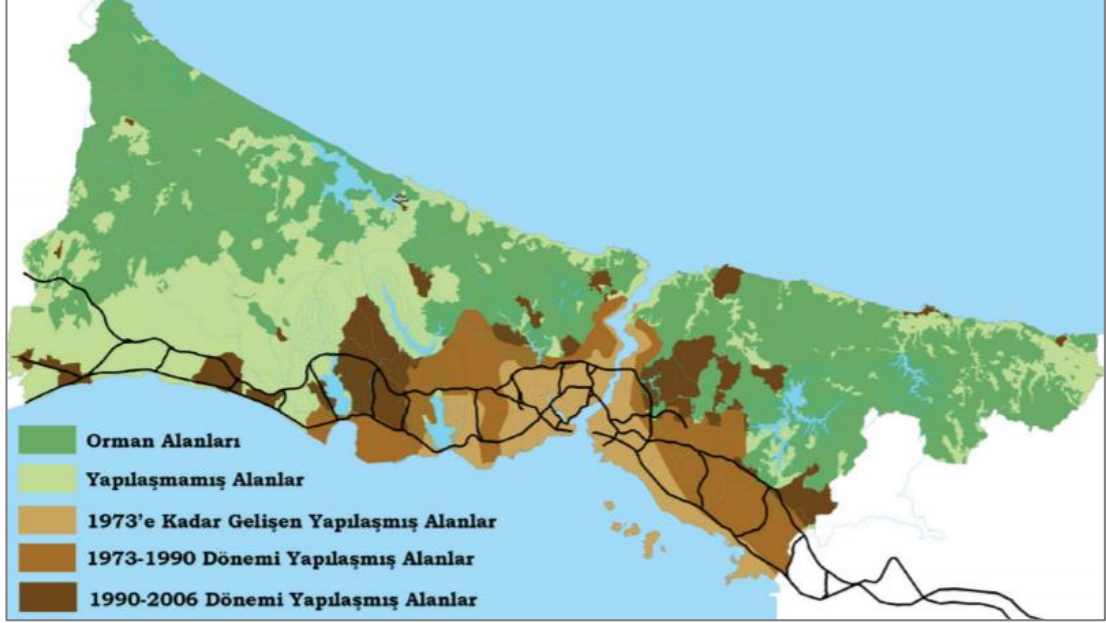 Orman Alanları
Yapılaşmamış Alanlar
1973'e Kadar Gelişen Yapılaşmış Alanlar
1973-1990 Dönemi Yapılaşmış Alanlar
1990-2006 Dönemi Yapılaşmış Alanlar